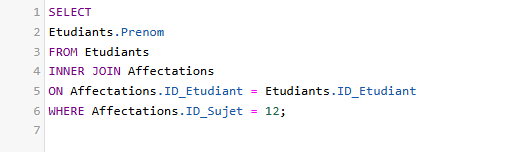 1 SELECT
2 Etudiants.Prenom
3 FROM Etudiants
4 INNER JOIN Affectations
5 ON Affectations.ID_Etudiant = Etudiants.ID_Etudiant
6 WHERE Affectations.ID_Sujet = 12;
7